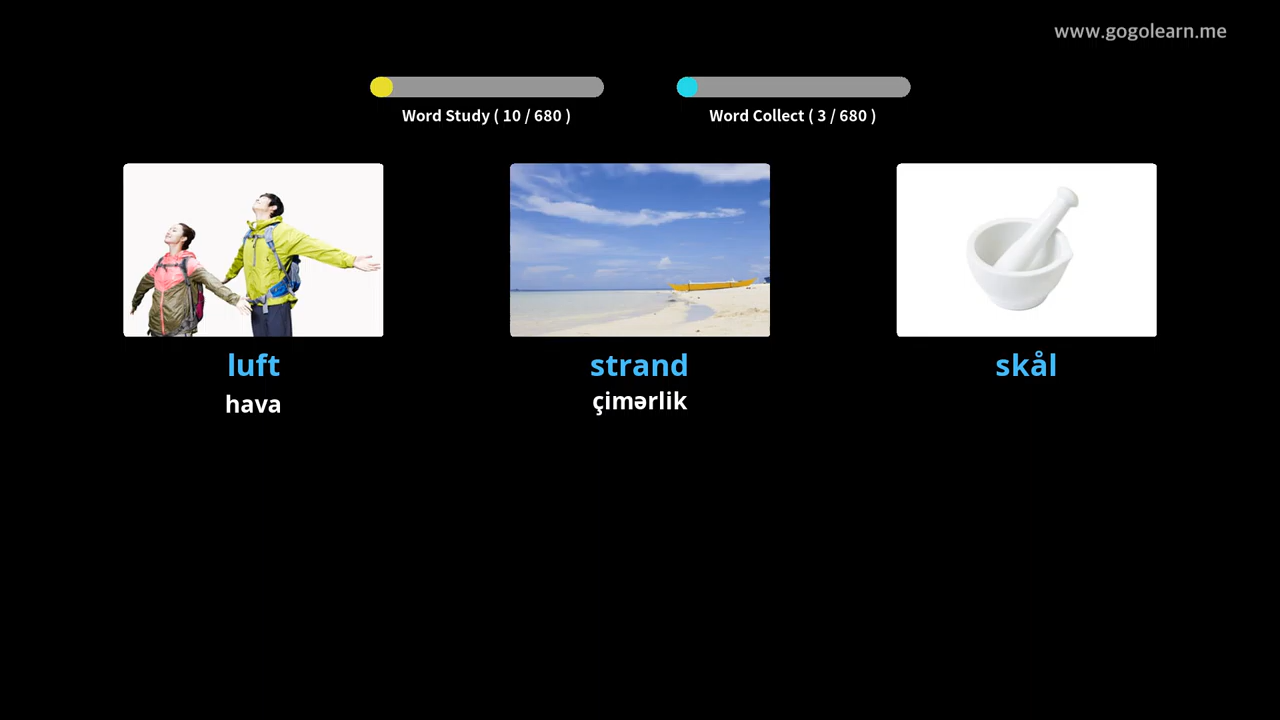 www.gogolearn.me
Word Study ( 10 / 680 )
Word Collect ( 3 / 680 )
luft
strand
skål
hava
çimərlik